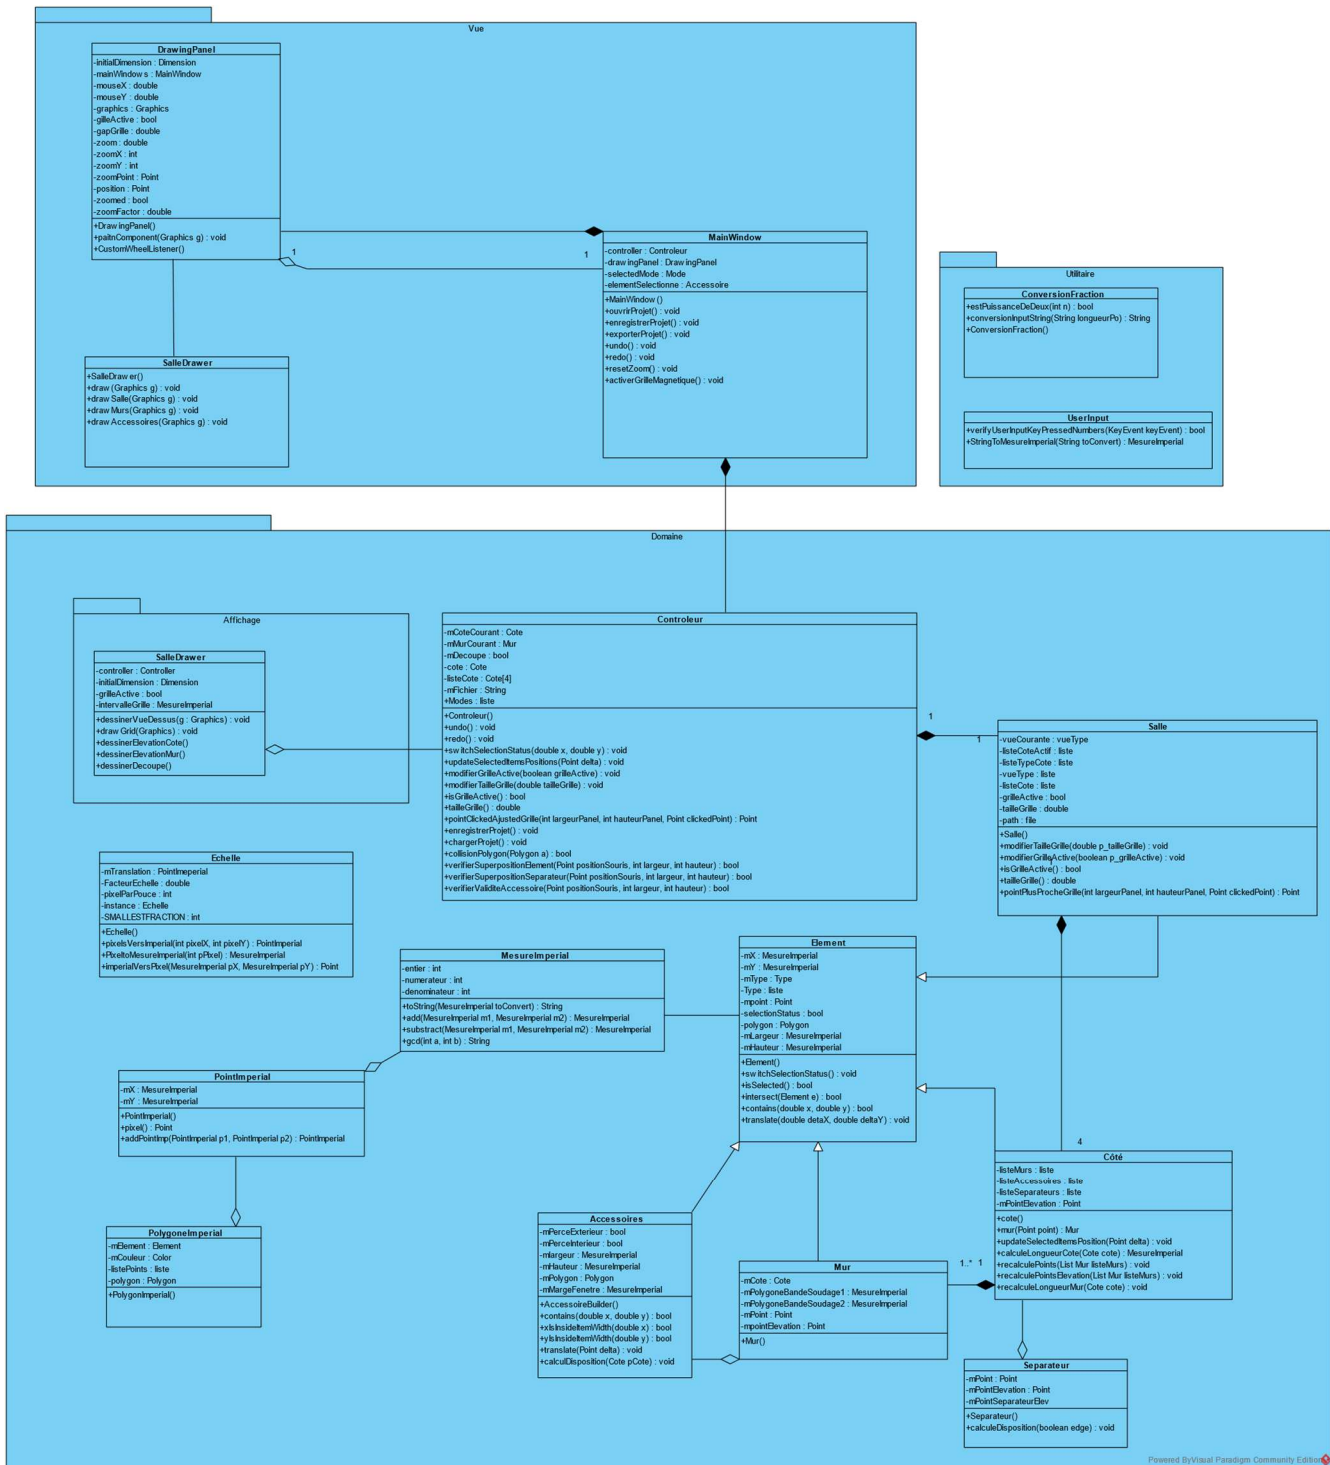 Vue
DrawingPanel
-initialDimension : Dimension
-mainWindows : MainWindow
-mouseX : double
-mouseY : double
-graphics : Graphics
-gilleActive : bool
-gapGrille : double
-zoom : double
-zoomX : int
-zoomY : int
-zoomPoint : Point
-position : Point
-zoomed : bool
-zoomFactor : double
+DrawingPanel()
+paitnComponent(Graphics g) : void
+CustomWheelListener()
1
1
MainWindow
-controller : Controleur
-drawingPanel : DrawingPanel
-selectedMode : Mode
-elementSelectionne : Accessoire
+MainWindow()
+ouvrirProjet() : void
+enregistrerProjet() : void
+exporterProjet() : void
+undo() : void
+redo() : void
+resetZoom() : void
+activerGrilleMagnetique() : void
SalleDrawer
+SalleDrawer()
+draw(Graphics g) : void
+drawSalle(Graphics g) : void
+drawMurs(Graphics g) : void
+drawAccessoires(Graphics g) : void
Utilitaire
ConversionFraction
+estPuissanceDeDeux(int n) : bool
+conversionInputString(String longueurPo) : String
+ConversionFraction()
UserInput
+verifyUserInputKeyPressedNumbers(KeyEvent keyEvent) : bool
+StringToMesureImperial(String toConvert) : MesureImperial
Domaine
Affichage
SalleDrawer
-controller : Controller
-initialDimension : Dimension
-grilleActive : bool
-intervalleGrille : MesureImperial
+dessinerVueDessus(g : Graphics) : void
+drawGrid(Graphics) : void
+dessinerElevationCote()
+dessinerElevationMur()
+dessinerDecoupe()
Controleur
-mCoteCourant : Cote
-mMurCourant : Mur
-mDecoupe : bool
-cote : Cote
-listeCote : Cote[4]
-mFichier : String
+Modes : liste
+Controleur()
+undo() : void
+redo() : void
+switchSelectionStatus(double x, double y) : void
+updateSelectedItemsPositions(Point delta) : void
+modifierGrilleActive(boolean grilleActive) : void
+modifierTailleGrille(double tailleGrille) : void
+isGrilleActive() : bool
+tailleGrille() : double
+pointClickedAjustedGrille(int largeurPanel, int hauteurPanel, Point clickedPoint) : Point
+enregistrerProjet() : void
+chargerProjet() : void
+collisionPolygon(Polygon a) : bool
+verifierSuperpositionElement(Point positionSouris, int largeur, int hauteur) : bool
+verifierSuperpositionSeparateur(Point positionSouris, int largeur, int hauteur) : bool
+verifierValiditeAccessoire(Point positionSouris, int largeur, int hauteur) : bool
1
1
Salle
-vueCourante : vueType
-listeCoteActif : liste
-listeTypeCote : liste
-vueType : liste
-listeCote : liste
-grilleActive : bool
-tailleGrille : double
-path : file
+Salle()
+modifierTailleGrille(double p_tailleGrille) : void
+modifierGrilleActive(boolean p_grilleActive) : void
+isGrilleActive() : bool
+tailleGrille() : double
+pointPlusProcheGrille(int largeurPanel, int hauteurPanel, Point clickedPoint) : Point
Echelle
-mTranslation : PointImeperial
-FacteurEchelle : double
-pixelParPouce : int
-instance : Echelle
-SMALLESTFRACTION : int
+Echelle()
+pixelsVersImperial(int pixelX, int pixelY) : PointImperial
+PixeltoMesureImperial(int pPixel) : MesureImperial
+imperialVersPixel(MesureImperial pX, MesureImperial pY) : Point
MesureImperial
-entier : int
-numerateur : int
-denominateur : int
+toString(MesureImperial toConvert) : String
+add(MesureImperial m1, MesureImperial m2) : MesureImperial
+substract(MesureImperial m1, MesureImperial m2) : MesureImperial
+gcd(int a, int b) : String
Element
-mX : MesureImperial
-mY : MesureImperial
-mType : Type
-Type : liste
-mpoint : Point
-selectionStatus : bool
-polygon : Polygon
-mLargeur : MesureImperial
-mHauteur : MesureImperial
+Element()
+switchSelectionStatus() : void
+isSelected() : bool
+intersect(Element e) : bool
+contains(double x, double y) : bool
+translate(double detaX, double deltaY) : void
PointImperial
-mX : MesureImperial
-mY : MesureImperial
+PointImperial()
+pixel() : Point
+addPointImp(PointImperial p1, PointImperial p2) : PointImperial
4
Côté
-listeMurs : liste
-listeAccessoires : liste
-listeSeparateurs : liste
-mPointElevation : Point
+cote()
+mur(Point point) : Mur
+updateSelectedItemsPosition(Point delta) : void
+calculeLongueurCote(Cote cote) : MesureImperial
+recalculePoints(List Mur listeMurs) : void
+recalculePointsElevation(List Mur listeMurs) : void
+recalculeLongueurMur(Cote cote) : void
PolygoneImperial
-mElement : Element
-mCouleur : Color
-listePoints : liste
-polygon : Polygon
+PolygonImperial()
Accessoires
-mPerceExterieur : bool
-mPerceInterieur : bool
-mlargeur : MesureImperial
-mHauteur : MesureImperial
-mPolygon : Polygon
-mMargeFenetre : MesureImperial
+AccessoireBuilder()
+contains(double x, double y) : bool
+xIsInsideItemWidth(double x) : bool
+yIsInsideItemWidth(double y) : bool
+translate(Point delta) : void
+calculDisposition(Cote pCote) : void
Mur
-mCote : Cote
-mPolygoneBandeSoudage1 : MesureImperial
-mPolygoneBandeSoudage2 : MesureImperial
-mPoint : Point
-mpointElevation : Point
+Mur()
1..*
1
Separateur
-mPoint : Point
-mPointElevation : Point
-mPointSeparateurElev
+Separateur()
+calculeDisposition(boolean edge) : void
Powered ByVisual Paradigm Community Edition